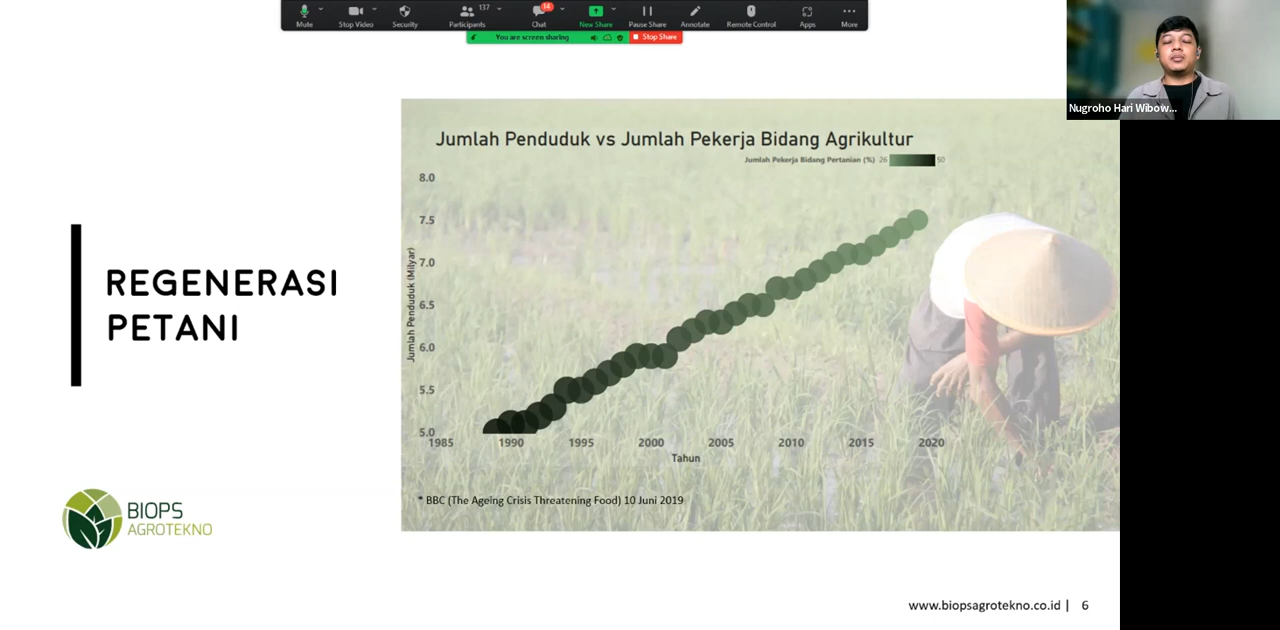 137
14
Mute
Stop Video
Security
Participants
Chat
New Share
Pause Share
Annotate
Remote Control
Apps
More
You are screen sharing
Stop Share
Nugroho Hari Wibow...
Jumlah Penduduk vs Jumlah Pekerja Bidang Agrikultur
Jumlah Pekerja Bidang Pertanian (%) 26 50
8.0
7.5
7.0
6.5
6.0
5.5
5.0
Jumlah Penduduk (Milyar)
1985 1990 1995 2000 2005 2010 2015 2020
Tahun
* BBC (The Ageing Crisis Threatening Food) 10 Juni 2019
REGENERASI
PETANI
BIOPS
AGROTEKNO
www.biopsagrotekno.co.id | 6